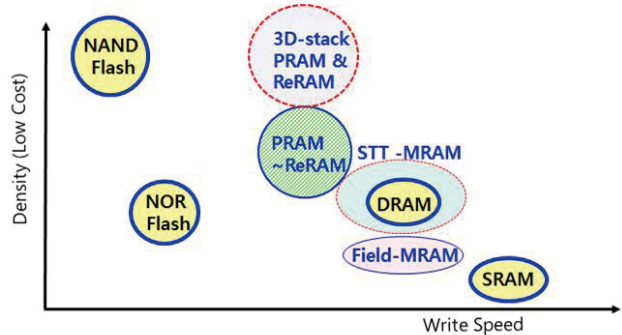 NAND
Flash
3D-stack
PRAM &
ReRAM
PRAM
~ReRAM
STT -MRAM
NOR
Flash
DRAM
Field-MRAM
SRAM
Density (Low Cost)
Write Speed